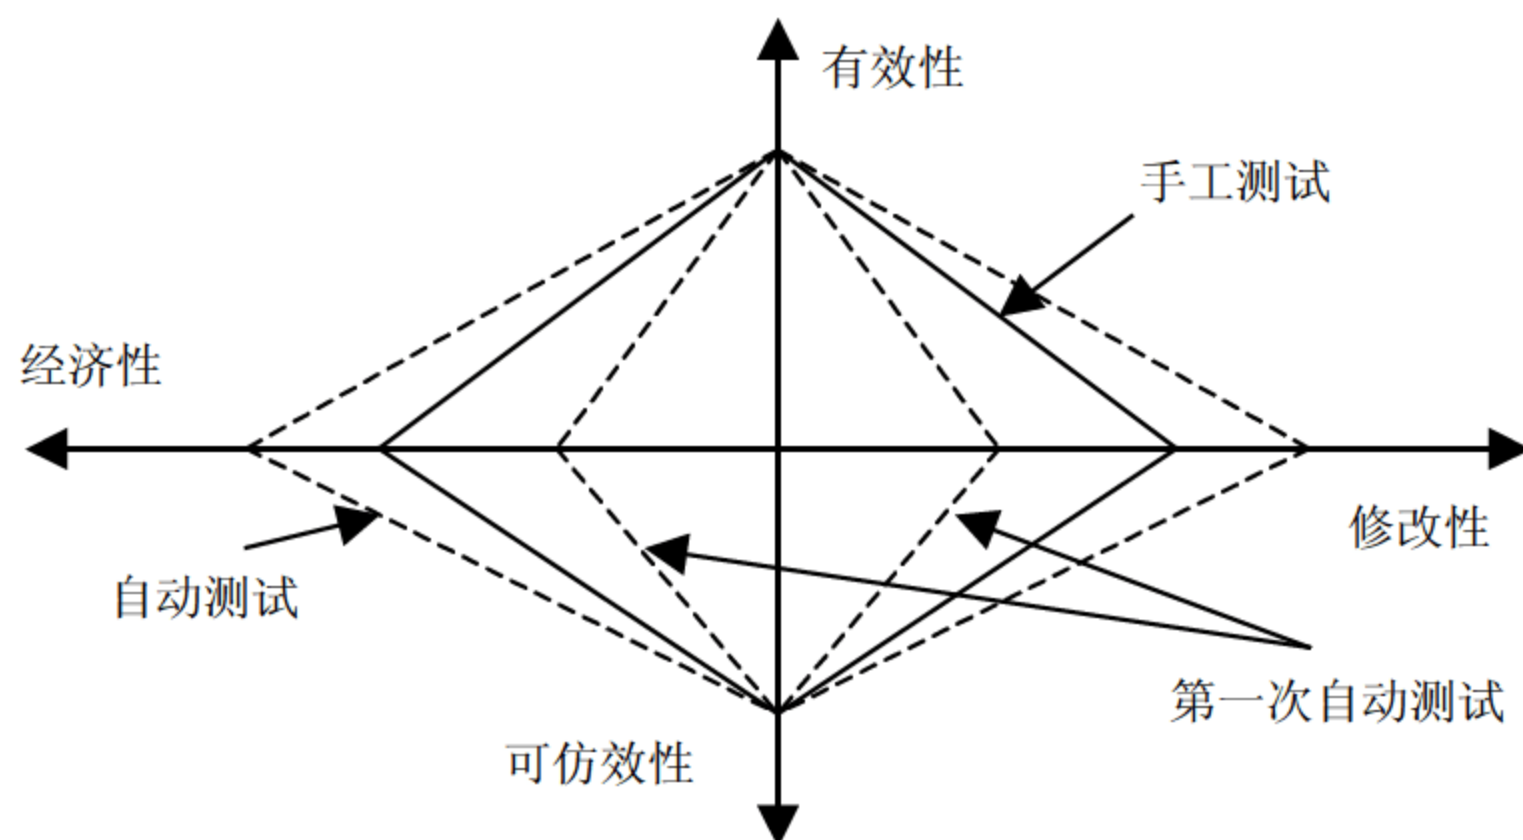 有效性
手工测试
经济性
修改性
自动测试
第一次自动测试
可仿效性